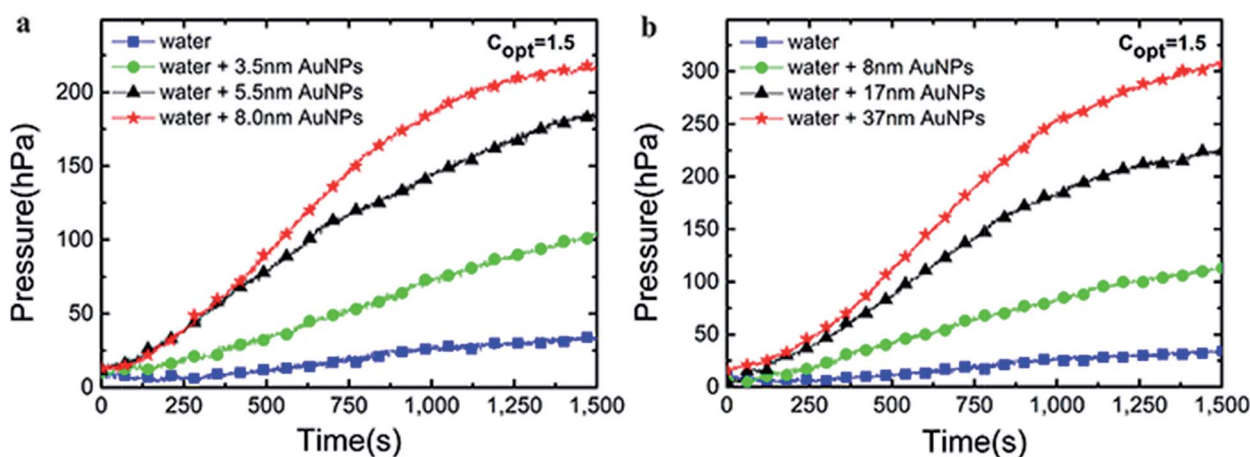 a
water
water + 3.5nm AuNPs
water + 5.5nm AuNPs
water + 8.0nm AuNPs
Copt=1.5
Pressure(hPa)
200
150
100
50
0
0 250 500 750 1,000 1,250 1,500
Time(s)
b
water
water + 8nm AuNPs
water + 17nm AuNPs
water + 37nm AuNPs
Copt=1.5
Pressure(hPa)
300
250
200
150
100
50
0
0 250 500 750 1,000 1,250 1,500
Time(s)